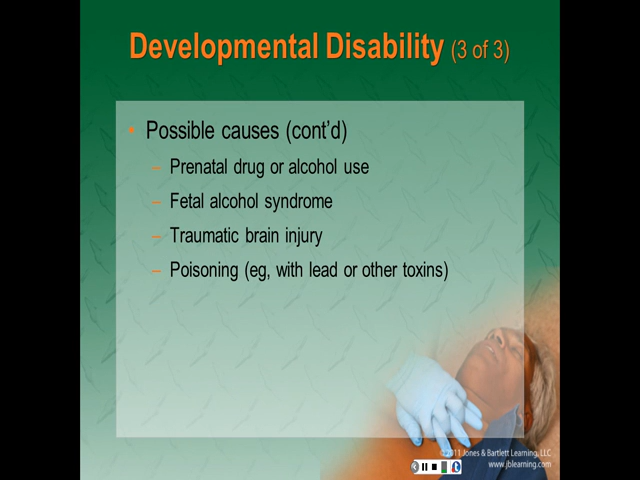 Developmental Disability (3 of 3)
• Possible causes (cont'd)
– Prenatal drug or alcohol use
– Fetal alcohol syndrome
– Traumatic brain injury
– Poisoning (eg, with lead or other toxins)
© 2011 Jones & Bartlett Learning, LLC
www.jblearning.com